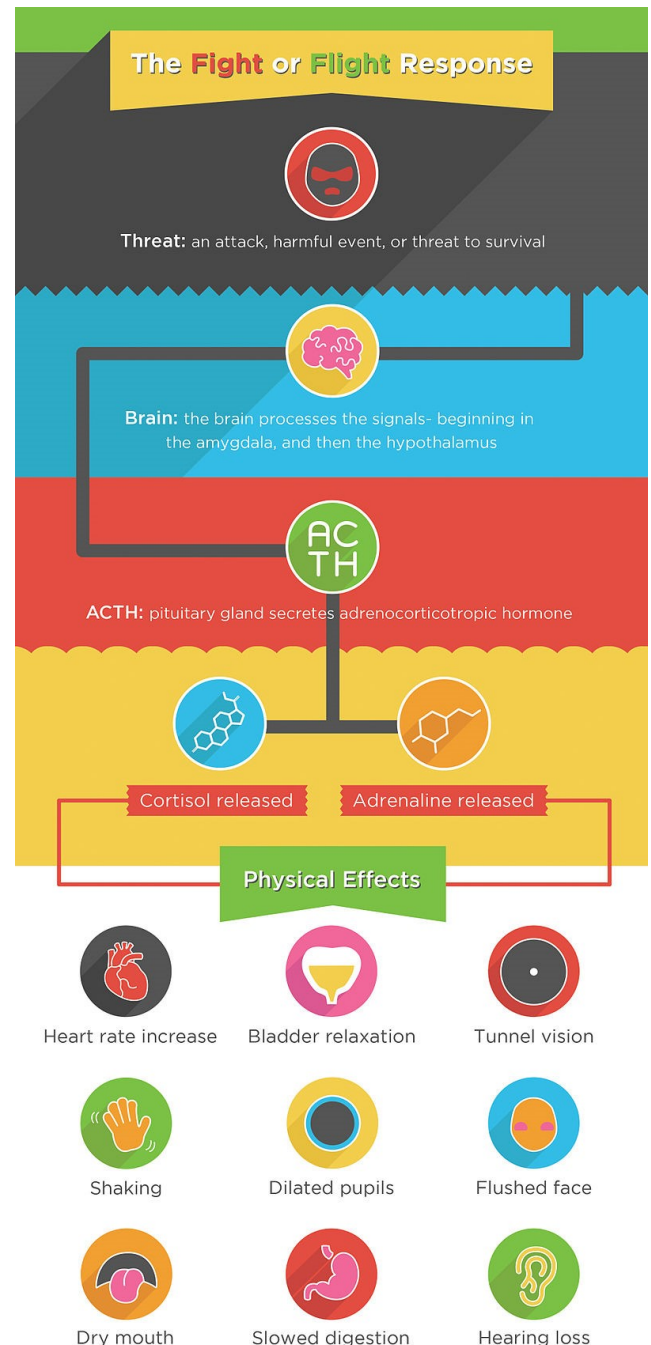 The Fight or Flight Response
Threat: an attack, harmful event, or threat to survival
Brain: the brain processes the signals- beginning in
the amygdala, and then the hypothalamus
AC
TH
ACTH: pituitary gland secretes adrenocorticotropic hormone
Cortisol released
Adrenaline released
Physical Effects
Heart rate increase
Bladder relaxation
Tunnel vision
Shaking
Dilated pupils
Flushed face
Dry mouth
Slowed digestion
Hearing loss